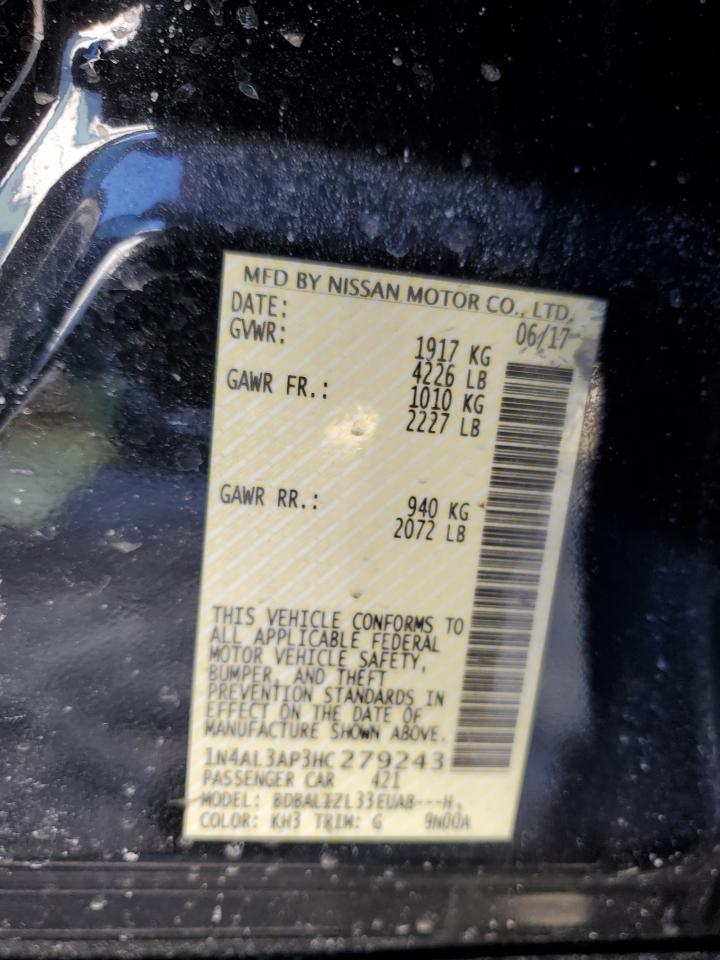 MFD BY NISSAN MOTOR CO., LTD.
DATE: 06/17
GVWR: 1917 KG
4226 LB
GAWR FR.: 1010 KG
2227 LB
GAWR RR.: 940 KG
2072 LB
THIS VEHICLE CONFORMS TO
ALL APPLICABLE FEDERAL
MOTOR VEHICLE SAFETY,
BUMPER, AND THEFT
PREVENTION STANDARDS IN
EFFECT ON THE DATE OF
MANUFACTURE SHOWN ABOVE.
1N4AL3AP3HC279243
PASSENGER CAR 421
MODEL: BDBALZZL33EUAB---H,
COLOR: KH3 TRIM: G 9N00A